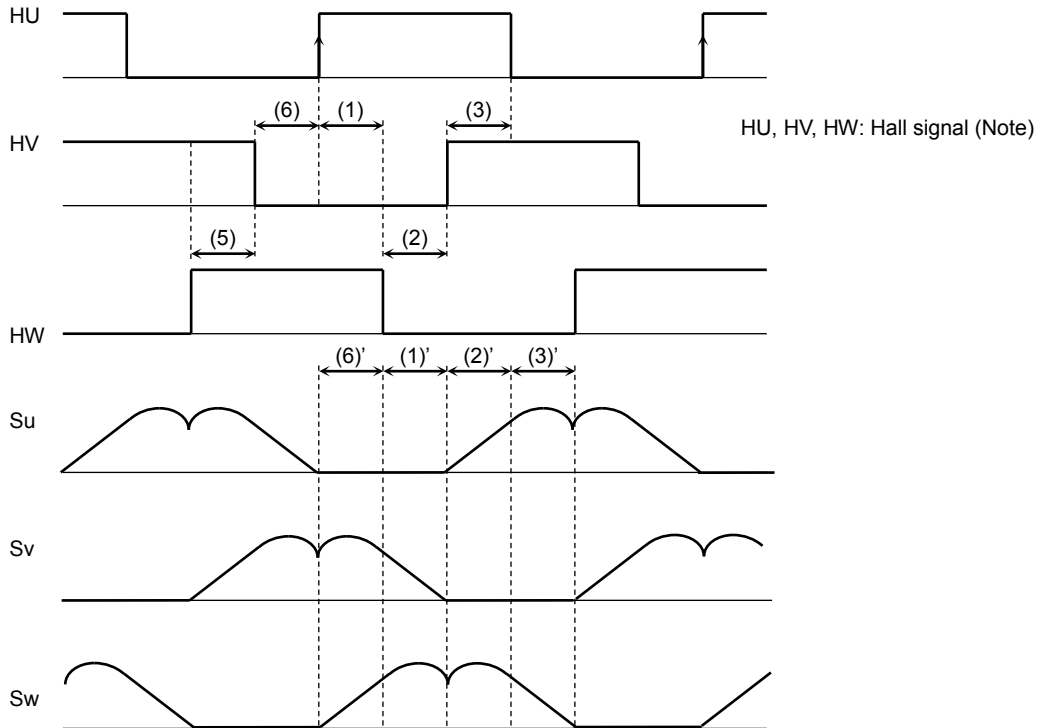 HU
(6) (1) (3)
HV
HU, HV, HW: Hall signal (Note)
(5) (2)
HW
(6)’ (1)’ (2)’ (3)’
Su
Sv
Sw